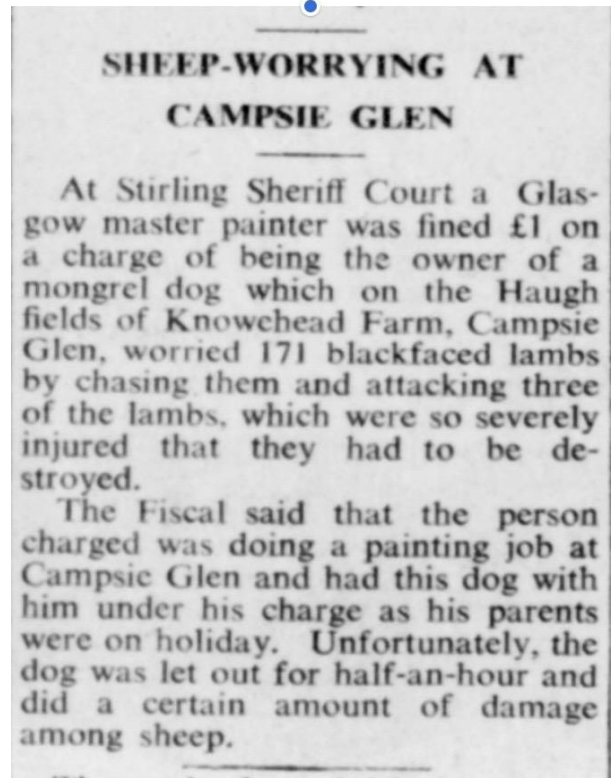 SHEEP-WORRYING AT
CAMPSIE GLEN
At Stirling Sheriff Court a Glas-
gow master painter was fined £1 on
a charge of being the owner of a
mongrel dog which on the Haugh
fields of Knowehead Farm, Campsie
Glen, worried 171 blackfaced lambs
by chasing them and attacking three
of the lambs, which were so severely
injured that they had to be de-
stroyed.
The Fiscal said that the person
charged was doing a painting job at
Campsie Glen and had this dog with
him under his charge as his parents
were on holiday. Unfortunately, the
dog was let out for half-an-hour and
did a certain amount of damage
among sheep.